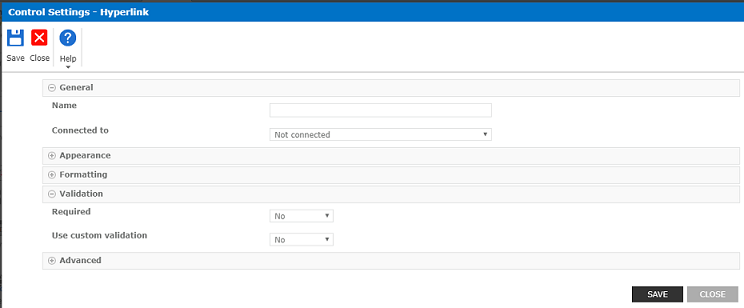 Control Settings - Hyperlink
Save Close Help
General
Name
Connected to Not connected
Appearance
Formatting
Validation
Required No
Use custom validation No
Advanced
SAVE CLOSE